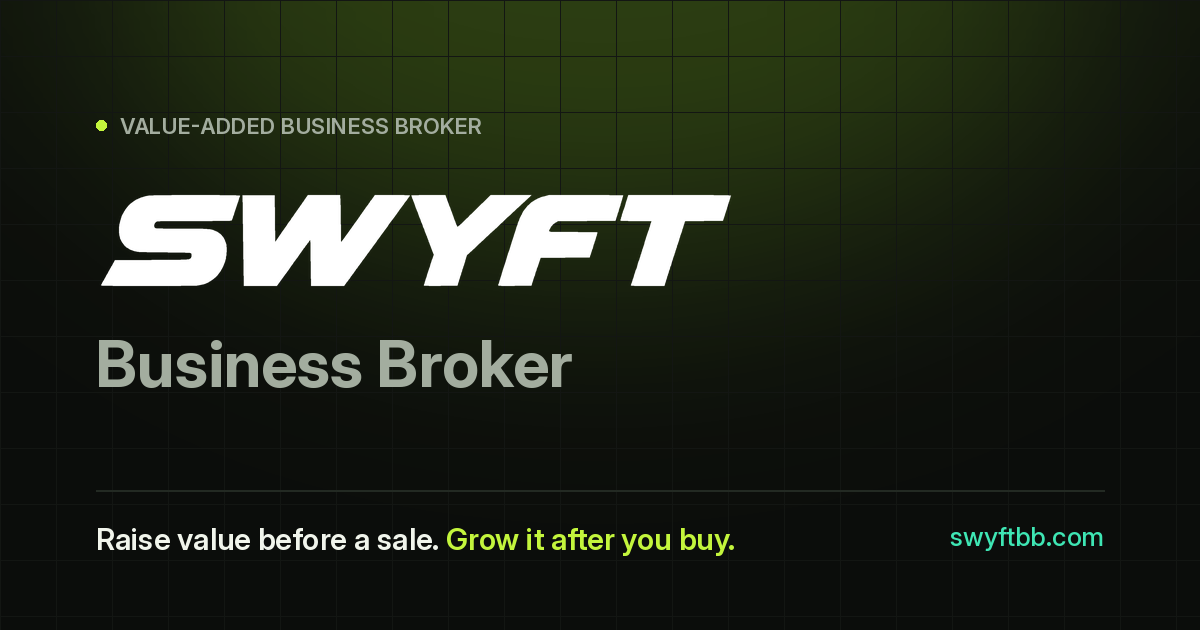 VALUE-ADDED BUSINESS BROKER
SWYFT
Business Broker
Raise value before a sale. Grow it after you buy.
swyftbb.com